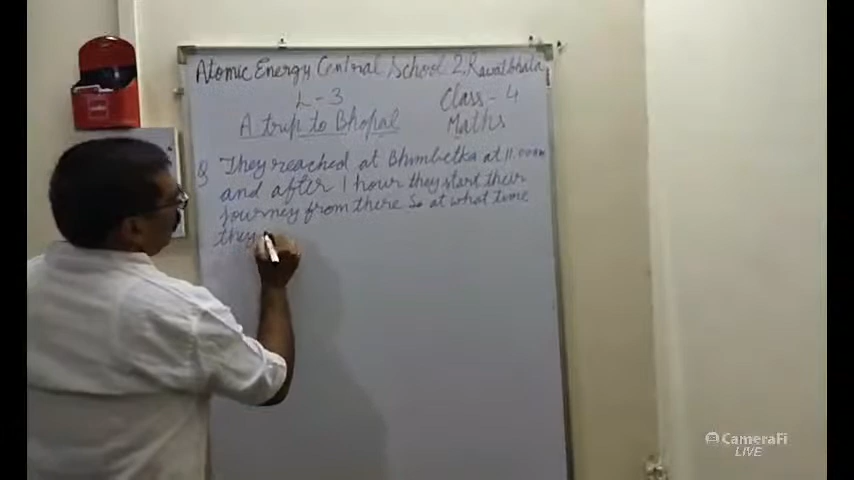 Atomic Energy Central School 2, Rawatbhata
L - 3 Class - 4
A trip to Bhopal Maths
Q They reached at Bhimbetka at 11.00am
and after 1 hour they start their
journey from there So at what time
they
CameraFi
LIVE